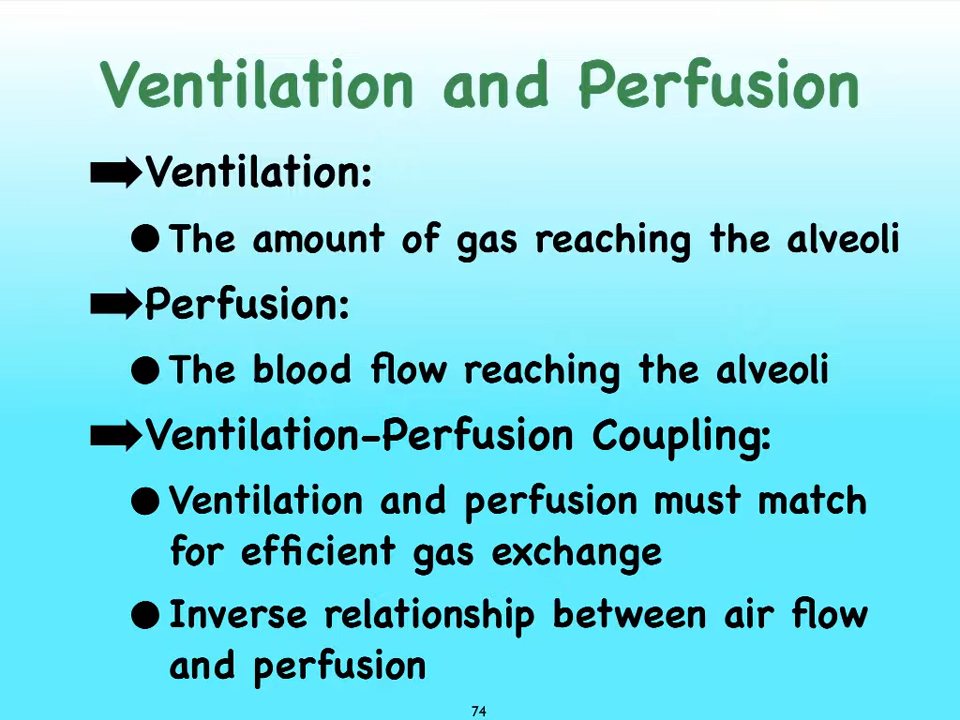 Ventilation and Perfusion
➡Ventilation:
● The amount of gas reaching the alveoli
➡Perfusion:
● The blood flow reaching the alveoli
➡Ventilation-Perfusion Coupling:
● Ventilation and perfusion must match
for efficient gas exchange
● Inverse relationship between air flow
and perfusion
74